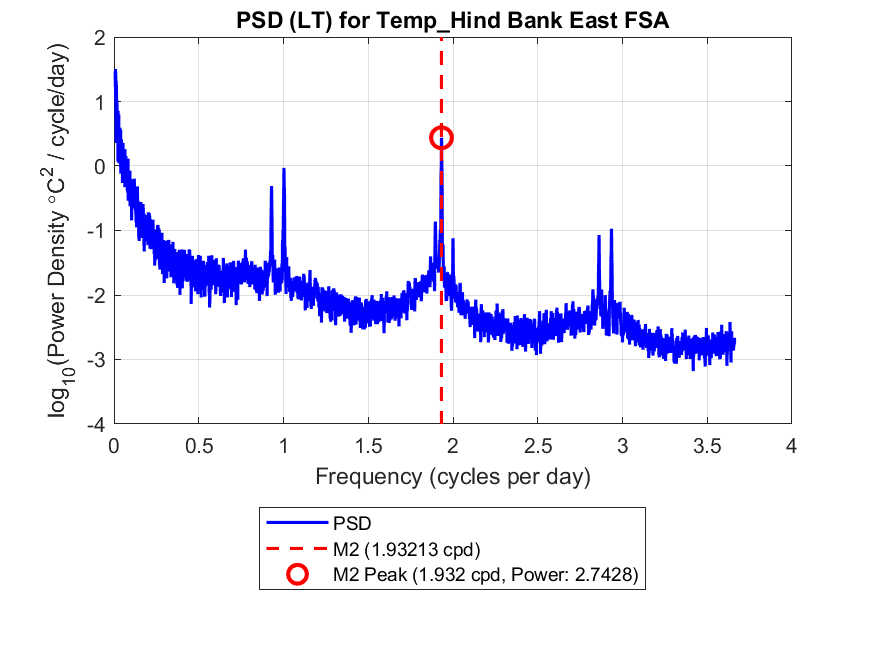 PSD (LT) for Temp_Hind Bank East FSA
log10(Power Density °C2 / cycle/day)
2
1
0
-1
-2
-3
-4
0 0.5 1 1.5 2 2.5 3 3.5 4
Frequency (cycles per day)
PSD
M2 (1.93213 cpd)
M2 Peak (1.932 cpd, Power: 2.7428)